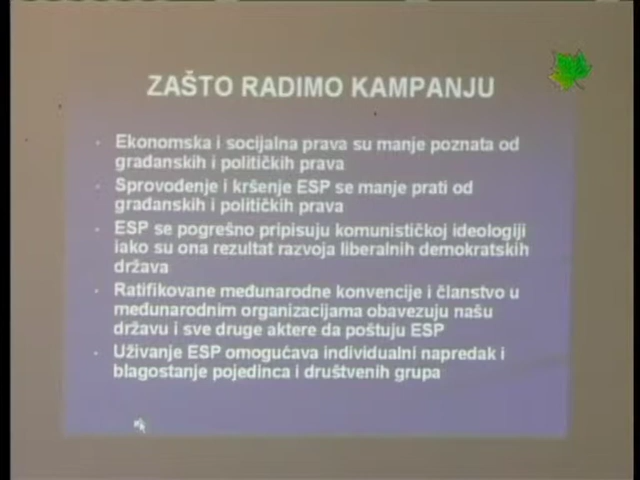 ZAŠTO RADIMO KAMPANJU
Ekonomska i socijalna prava su manje poznata od
građanskih i političkih prava
Sprovođenje i kršenje ESP se manje prati od
građanskih i političkih prava
ESP se pogrešno pripisuju komunističkoj ideologiji
iako su ona rezultat razvoja liberalnih demokratskih
država
Ratifikovane međunarodne konvencije i članstvo u
međunarodnim organizacijama obavezuju našu
državu i sve druge aktere da poštuju ESP
Uživanje ESP omogućava individualni napredak i
blagostanje pojedinca i društvenih grupa